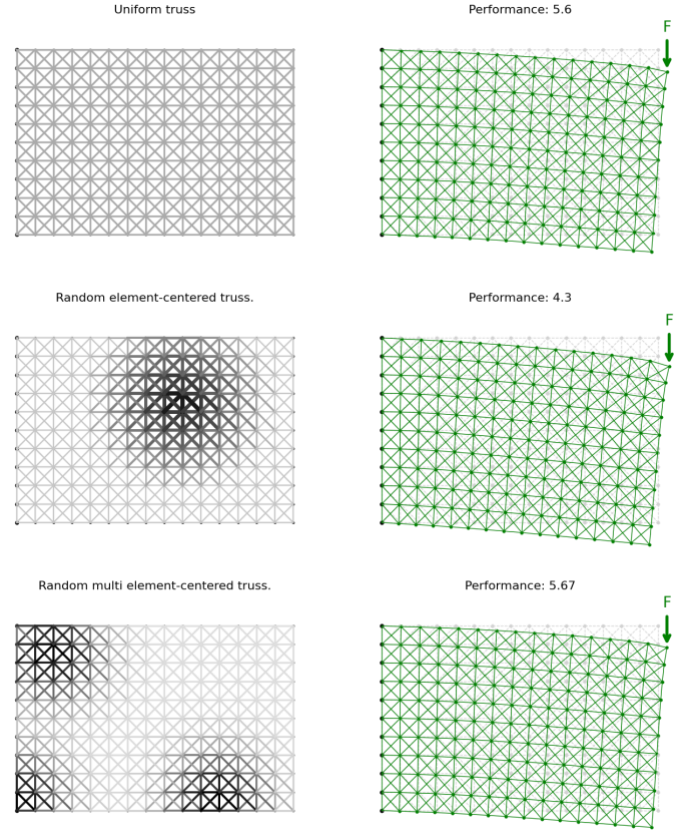 Uniform truss
Performance: 5.6
F
Random element-centered truss.
Performance: 4.3
F
Random multi element-centered truss.
Performance: 5.67
F